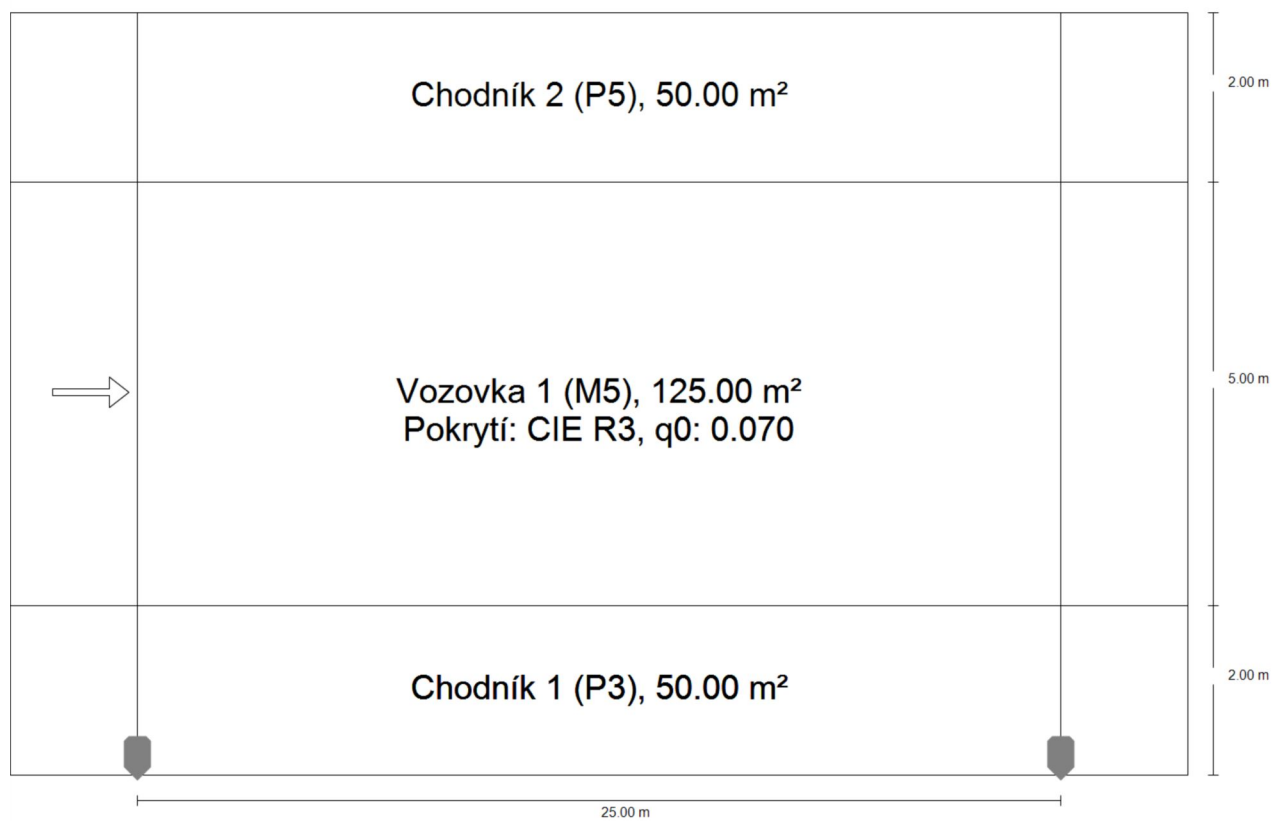 Chodník 2 (P5), 50.00 m²
2.00 m
Vozovka 1 (M5), 125.00 m²
Pokrytí: CIE R3, q0: 0.070
5.00 m
Chodník 1 (P3), 50.00 m²
2.00 m
25.00 m